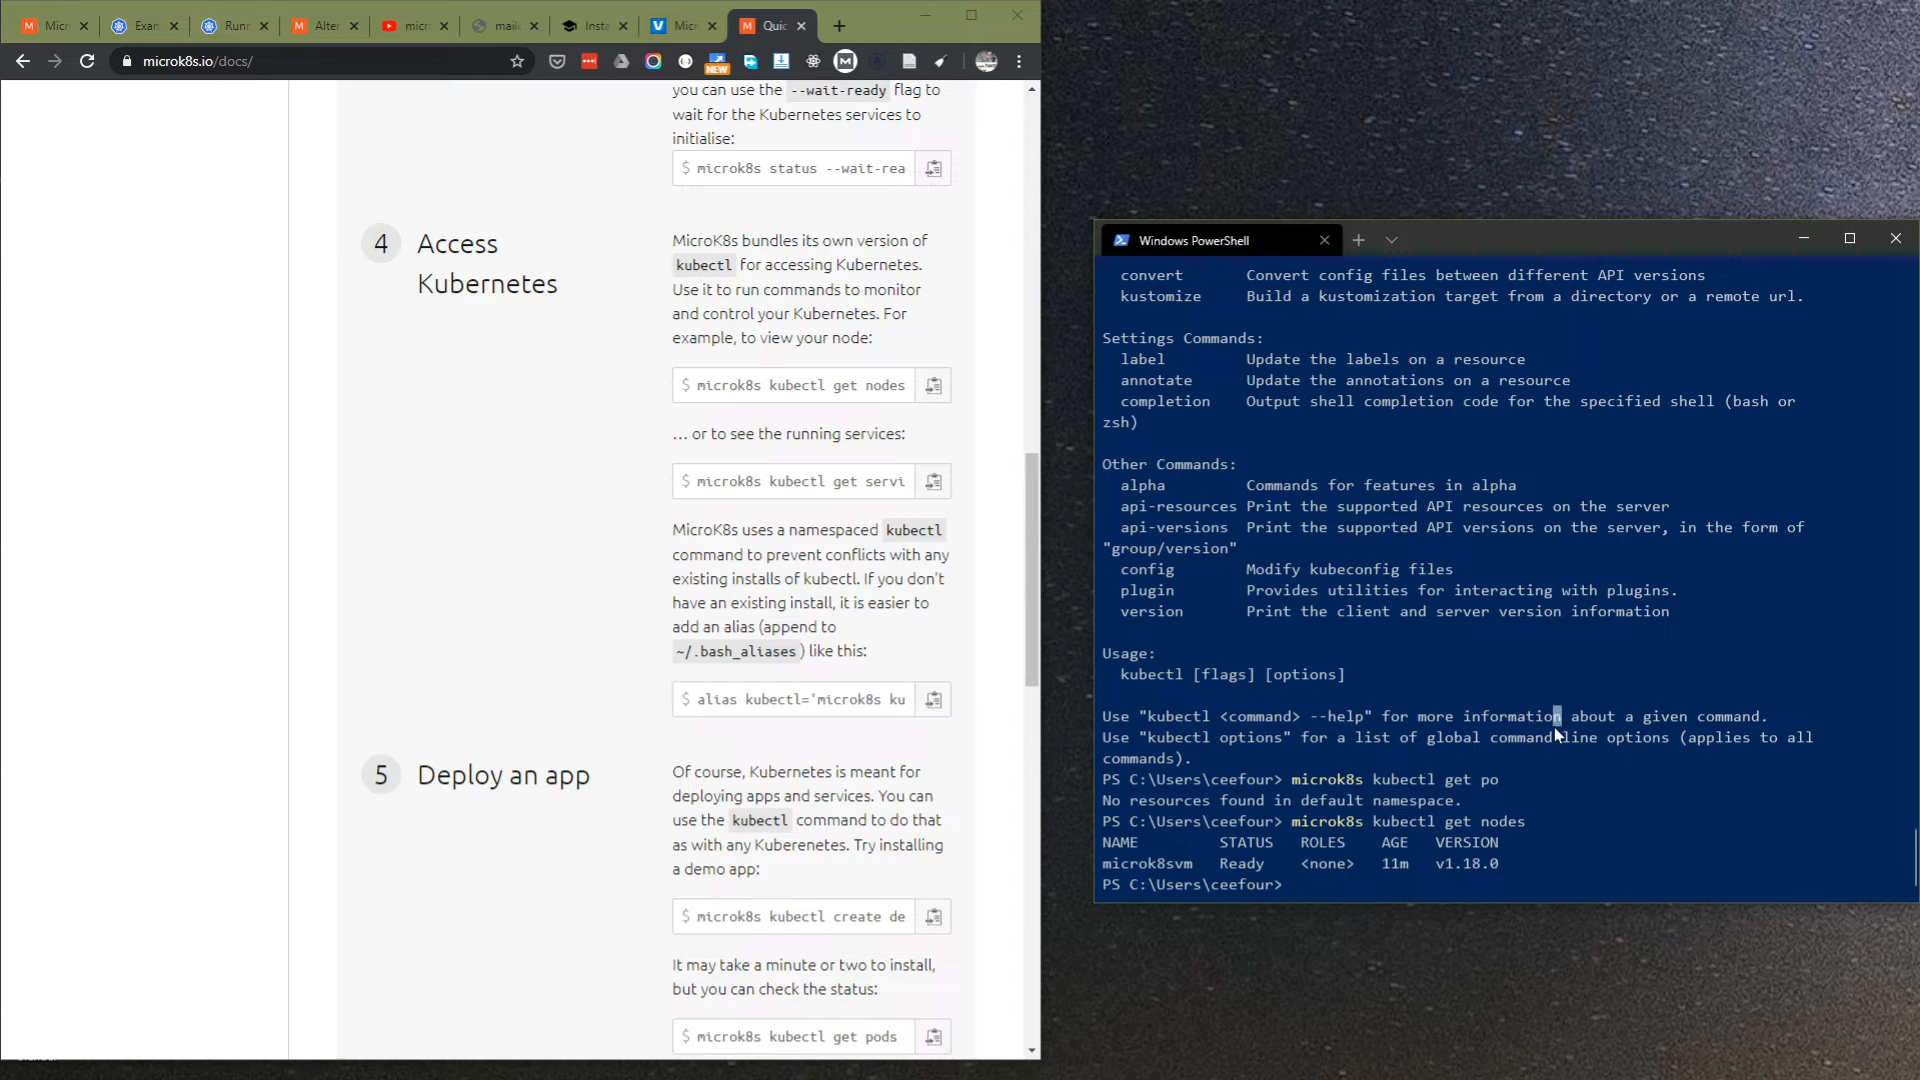 Micr
Exan
Runr
Alter
micr
mail
Insta
Micr
Quic
microk8s.io/docs/
NEW
you can use the --wait-ready flag to
wait for the Kubernetes services to
initialise:
$ microk8s status --wait-rea
4 Access
Kubernetes
MicroK8s bundles its own version of
kubectl for accessing Kubernetes.
Use it to run commands to monitor
and control your Kubernetes. For
example, to view your node:
$ microk8s kubectl get nodes
… or to see the running services:
$ microk8s kubectl get servi
MicroK8s uses a namespaced kubectl
command to prevent conflicts with any
existing installs of kubectl. If you don't
have an existing install, it is easier to
add an alias (append to
~/.bash_aliases) like this:
$ alias kubectl='microk8s ku
5 Deploy an app
Of course, Kubernetes is meant for
deploying apps and services. You can
use the kubectl command to do that
as with any Kuberenetes. Try installing
a demo app:
$ microk8s kubectl create de
It may take a minute or two to install,
but you can check the status:
$ microk8s kubectl get pods
Windows PowerShell
convert Convert config files between different API versions
kustomize Build a kustomization target from a directory or a remote url.
Settings Commands:
label Update the labels on a resource
annotate Update the annotations on a resource
completion Output shell completion code for the specified shell (bash or
zsh)
Other Commands:
alpha Commands for features in alpha
api-resources Print the supported API resources on the server
api-versions Print the supported API versions on the server, in the form of
"group/version"
config Modify kubeconfig files
plugin Provides utilities for interacting with plugins.
version Print the client and server version information
Usage:
kubectl [flags] [options]
Use "kubectl <command> --help" for more information about a given command.
Use "kubectl options" for a list of global command-line options (applies to all
commands).
PS C:\Users\ceefour> microk8s kubectl get po
No resources found in default namespace.
PS C:\Users\ceefour> microk8s kubectl get nodes
NAME STATUS ROLES AGE VERSION
microk8svm Ready <none> 11m v1.18.0
PS C:\Users\ceefour>